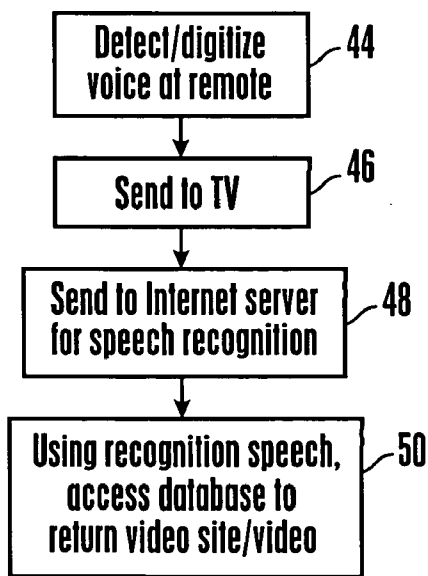 Detect/digitize
voice at remote
44
Send to TV
46
Send to Internet server
for speech recognition
48
Using recognition speech,
access database to
return video site/video
50